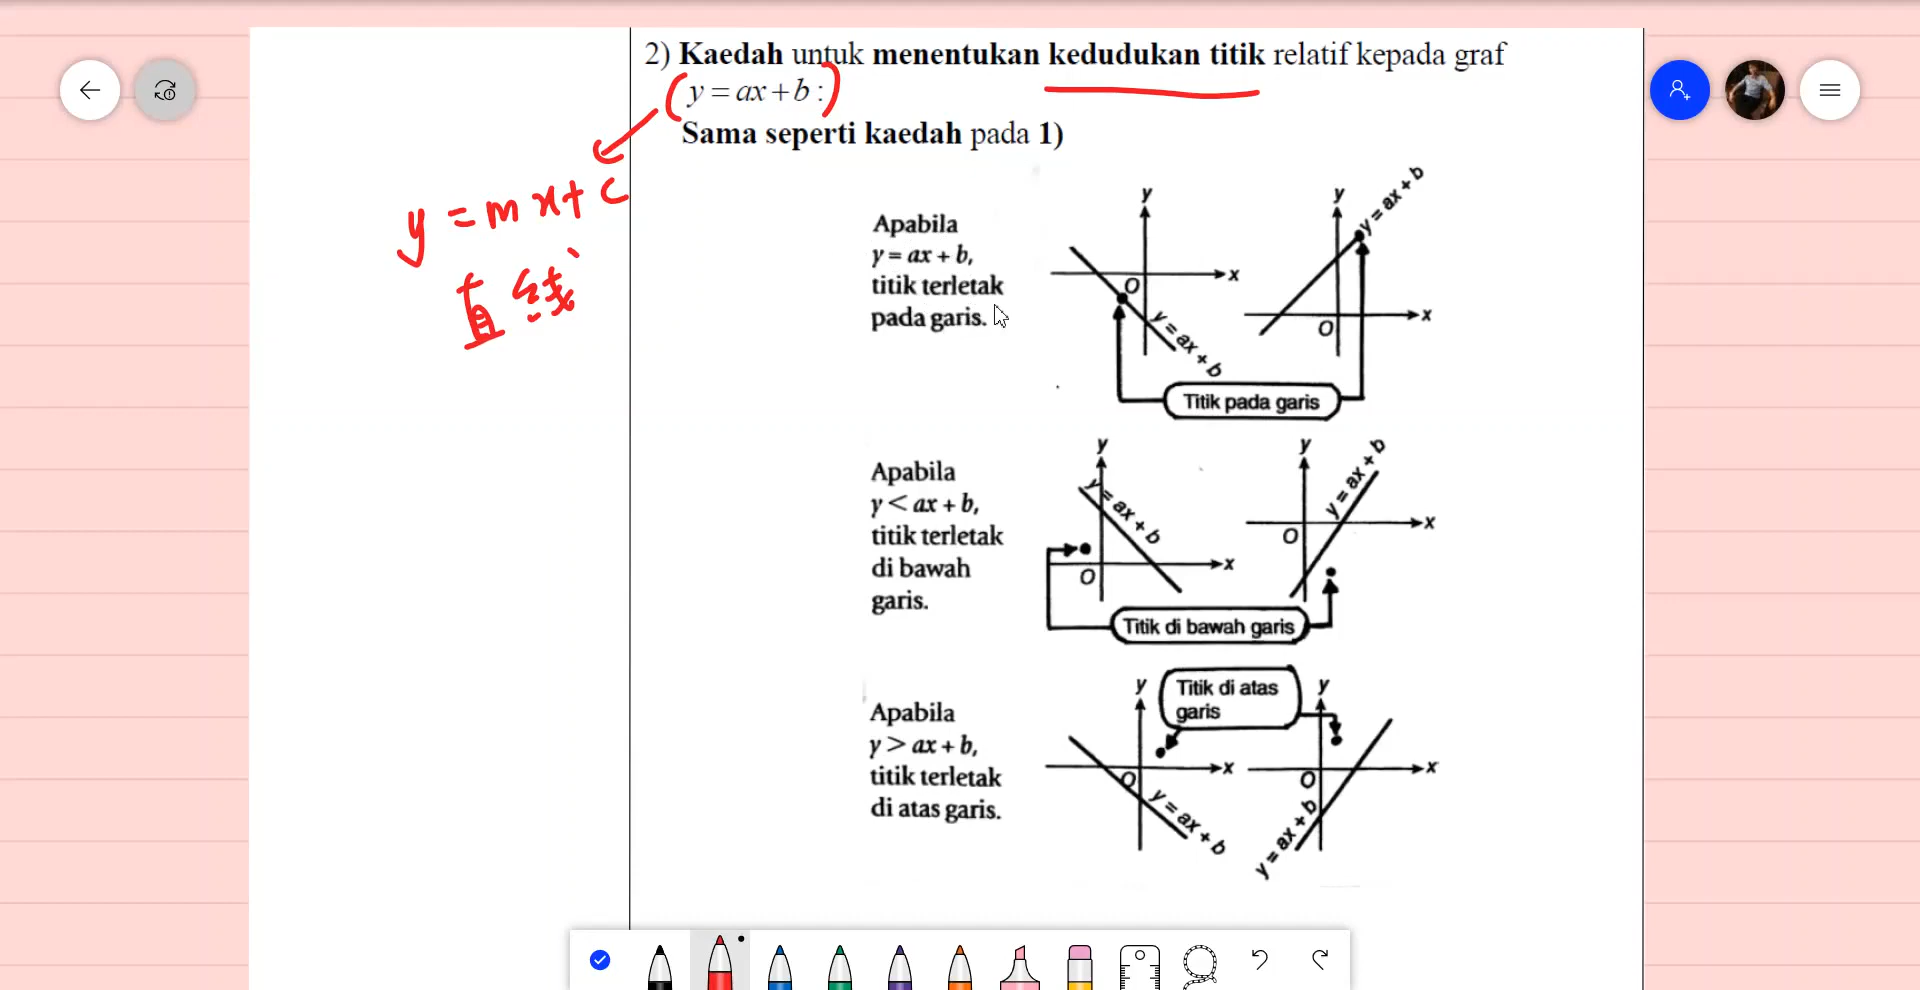 2) Kaedah untuk menentukan kedudukan titik relatif kepada graf
y = ax + b :
Sama seperti kaedah pada 1)
y = mx + c
直线
Apabila
y = ax + b,
titik terletak
pada garis.
y
x
O
y = ax + b
y
x
O
y = ax + b
Titik pada garis
Apabila
y < ax + b,
titik terletak
di bawah
garis.
y
x
O
y = ax + b
y
x
O
y = ax + b
Titik di bawah garis
Apabila
y > ax + b,
titik terletak
di atas garis.
y
x
O
y = ax + b
Titik di atas
garis
y
x
O
y = ax + b